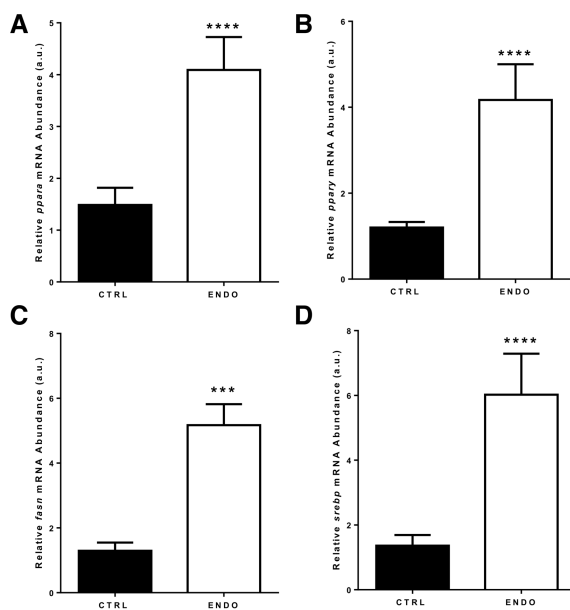 A
Relative ppara mRNA Abundance (a.u.)
5
4
3
2
1
0
****
CTRL
ENDO
B
Relative pparγ mRNA Abundance (a.u.)
6
4
2
0
****
CTRL
ENDO
C
Relative fasn mRNA Abundance (a.u.)
8
6
4
2
0
***
CTRL
ENDO
D
Relative srebp mRNA Abundance (a.u.)
8
6
4
2
0
****
CTRL
ENDO